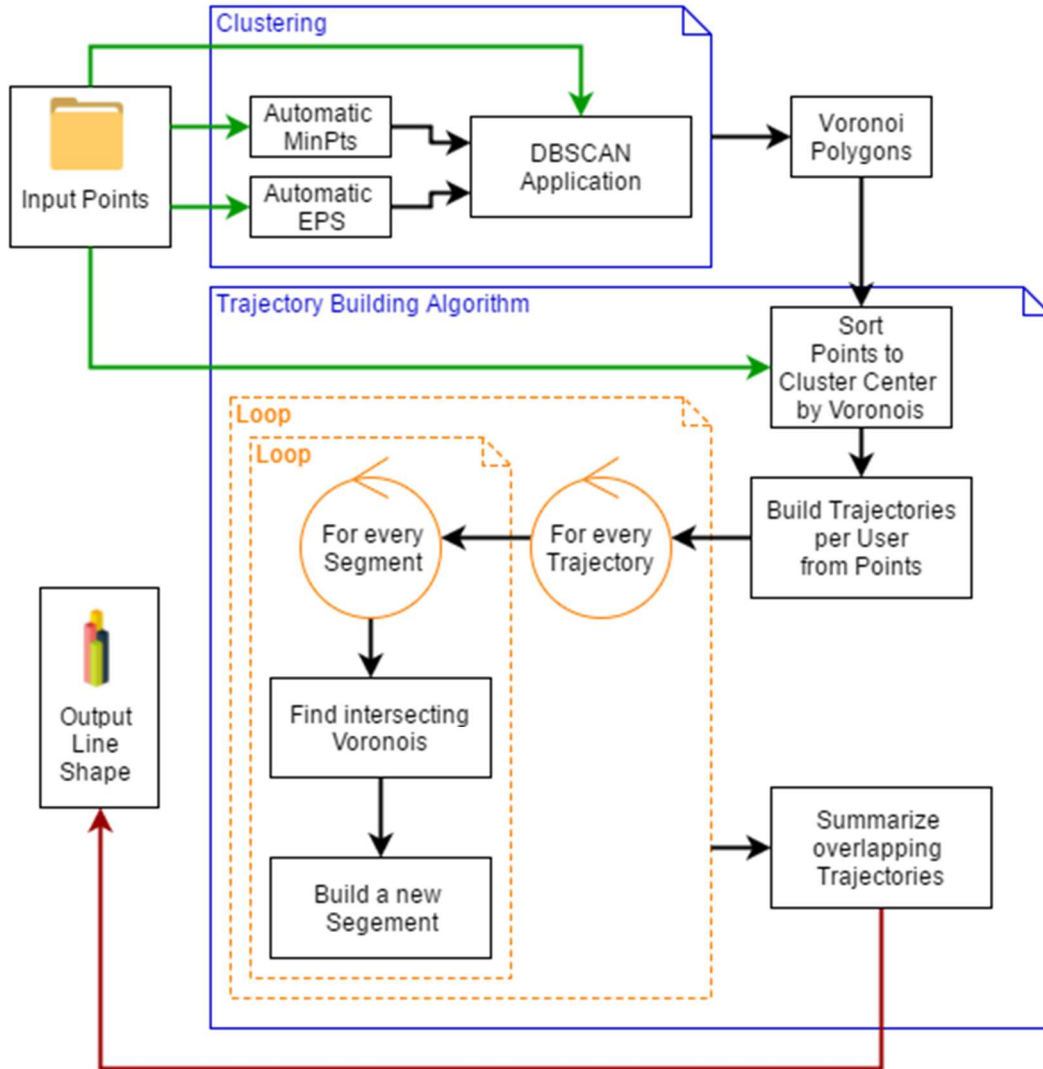 Clustering
Input Points
Automatic
MinPts
Automatic
EPS
DBSCAN
Application
Voronoi
Polygons
Trajectory Building Algorithm
Sort
Points to
Cluster Center
by Voronois
Build Trajectories
per User
from Points
Loop
Loop
For every
Trajectory
For every
Segment
Find intersecting
Voronois
Build a new
Segement
Summarize
overlapping
Trajectories
Output
Line
Shape